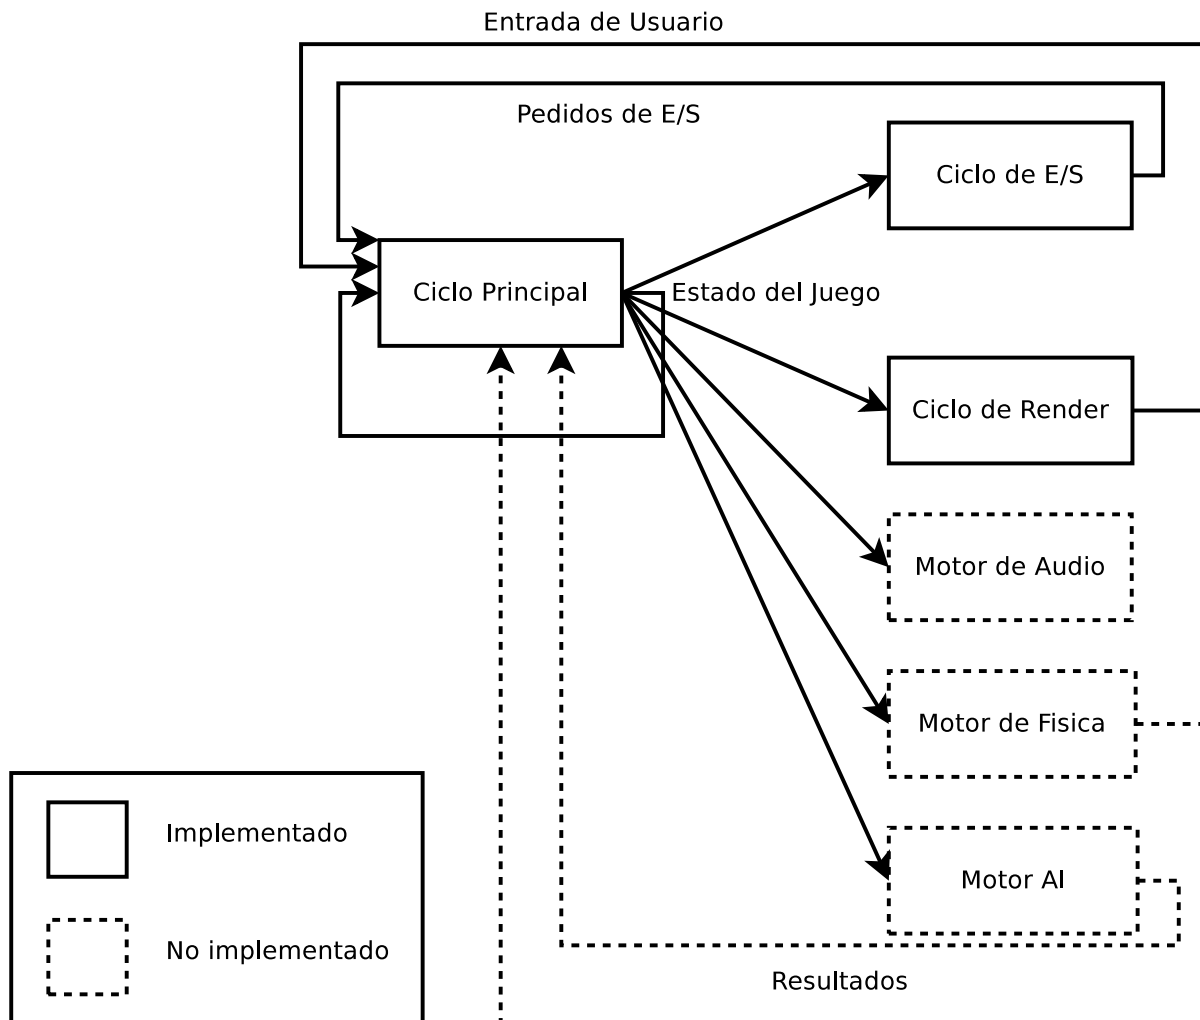 Entrada de Usuario
Pedidos de E/S
Ciclo de E/S
Ciclo Principal
Estado del Juego
Ciclo de Render
Motor de Audio
Motor de Fisica
Motor AI
Implementado
No implementado
Resultados